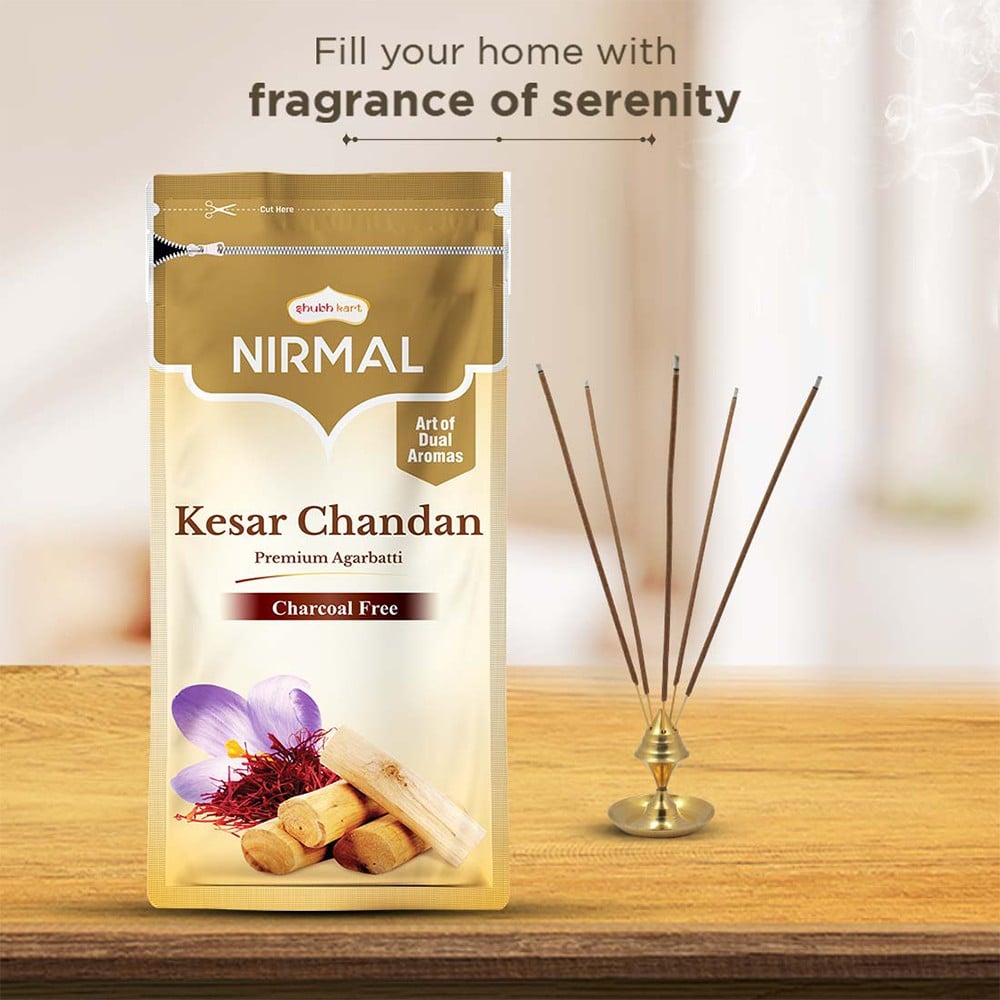 Fill your home with
fragrance of serenity
Cut Here
shubh kart
NIRMAL
Art of
Dual
Aromas
Kesar Chandan
Premium Agarbatti
Charcoal Free